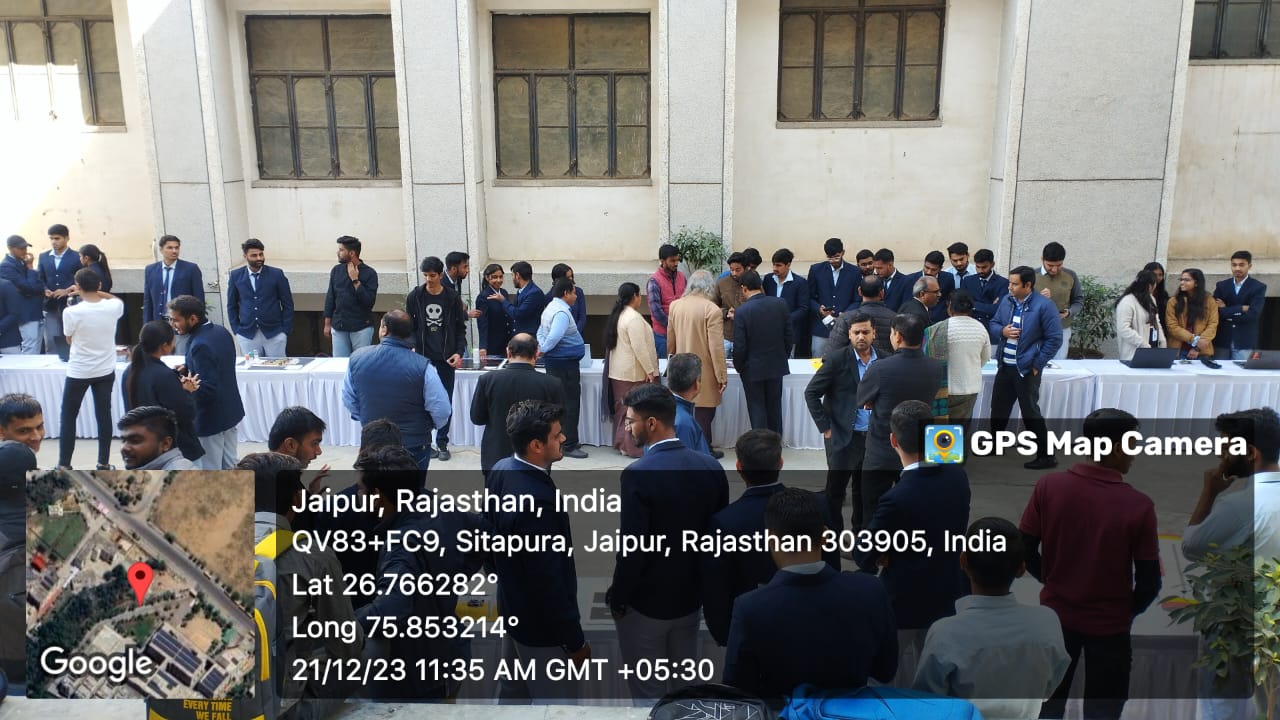 GPS Map Camera
Jaipur, Rajasthan, India
QV83+FC9, Sitapura, Jaipur, Rajasthan 303905, India
Lat 26.766282°
Long 75.853214°
21/12/23 11:35 AM GMT +05:30
Google
EVERY TIME
WE FALL